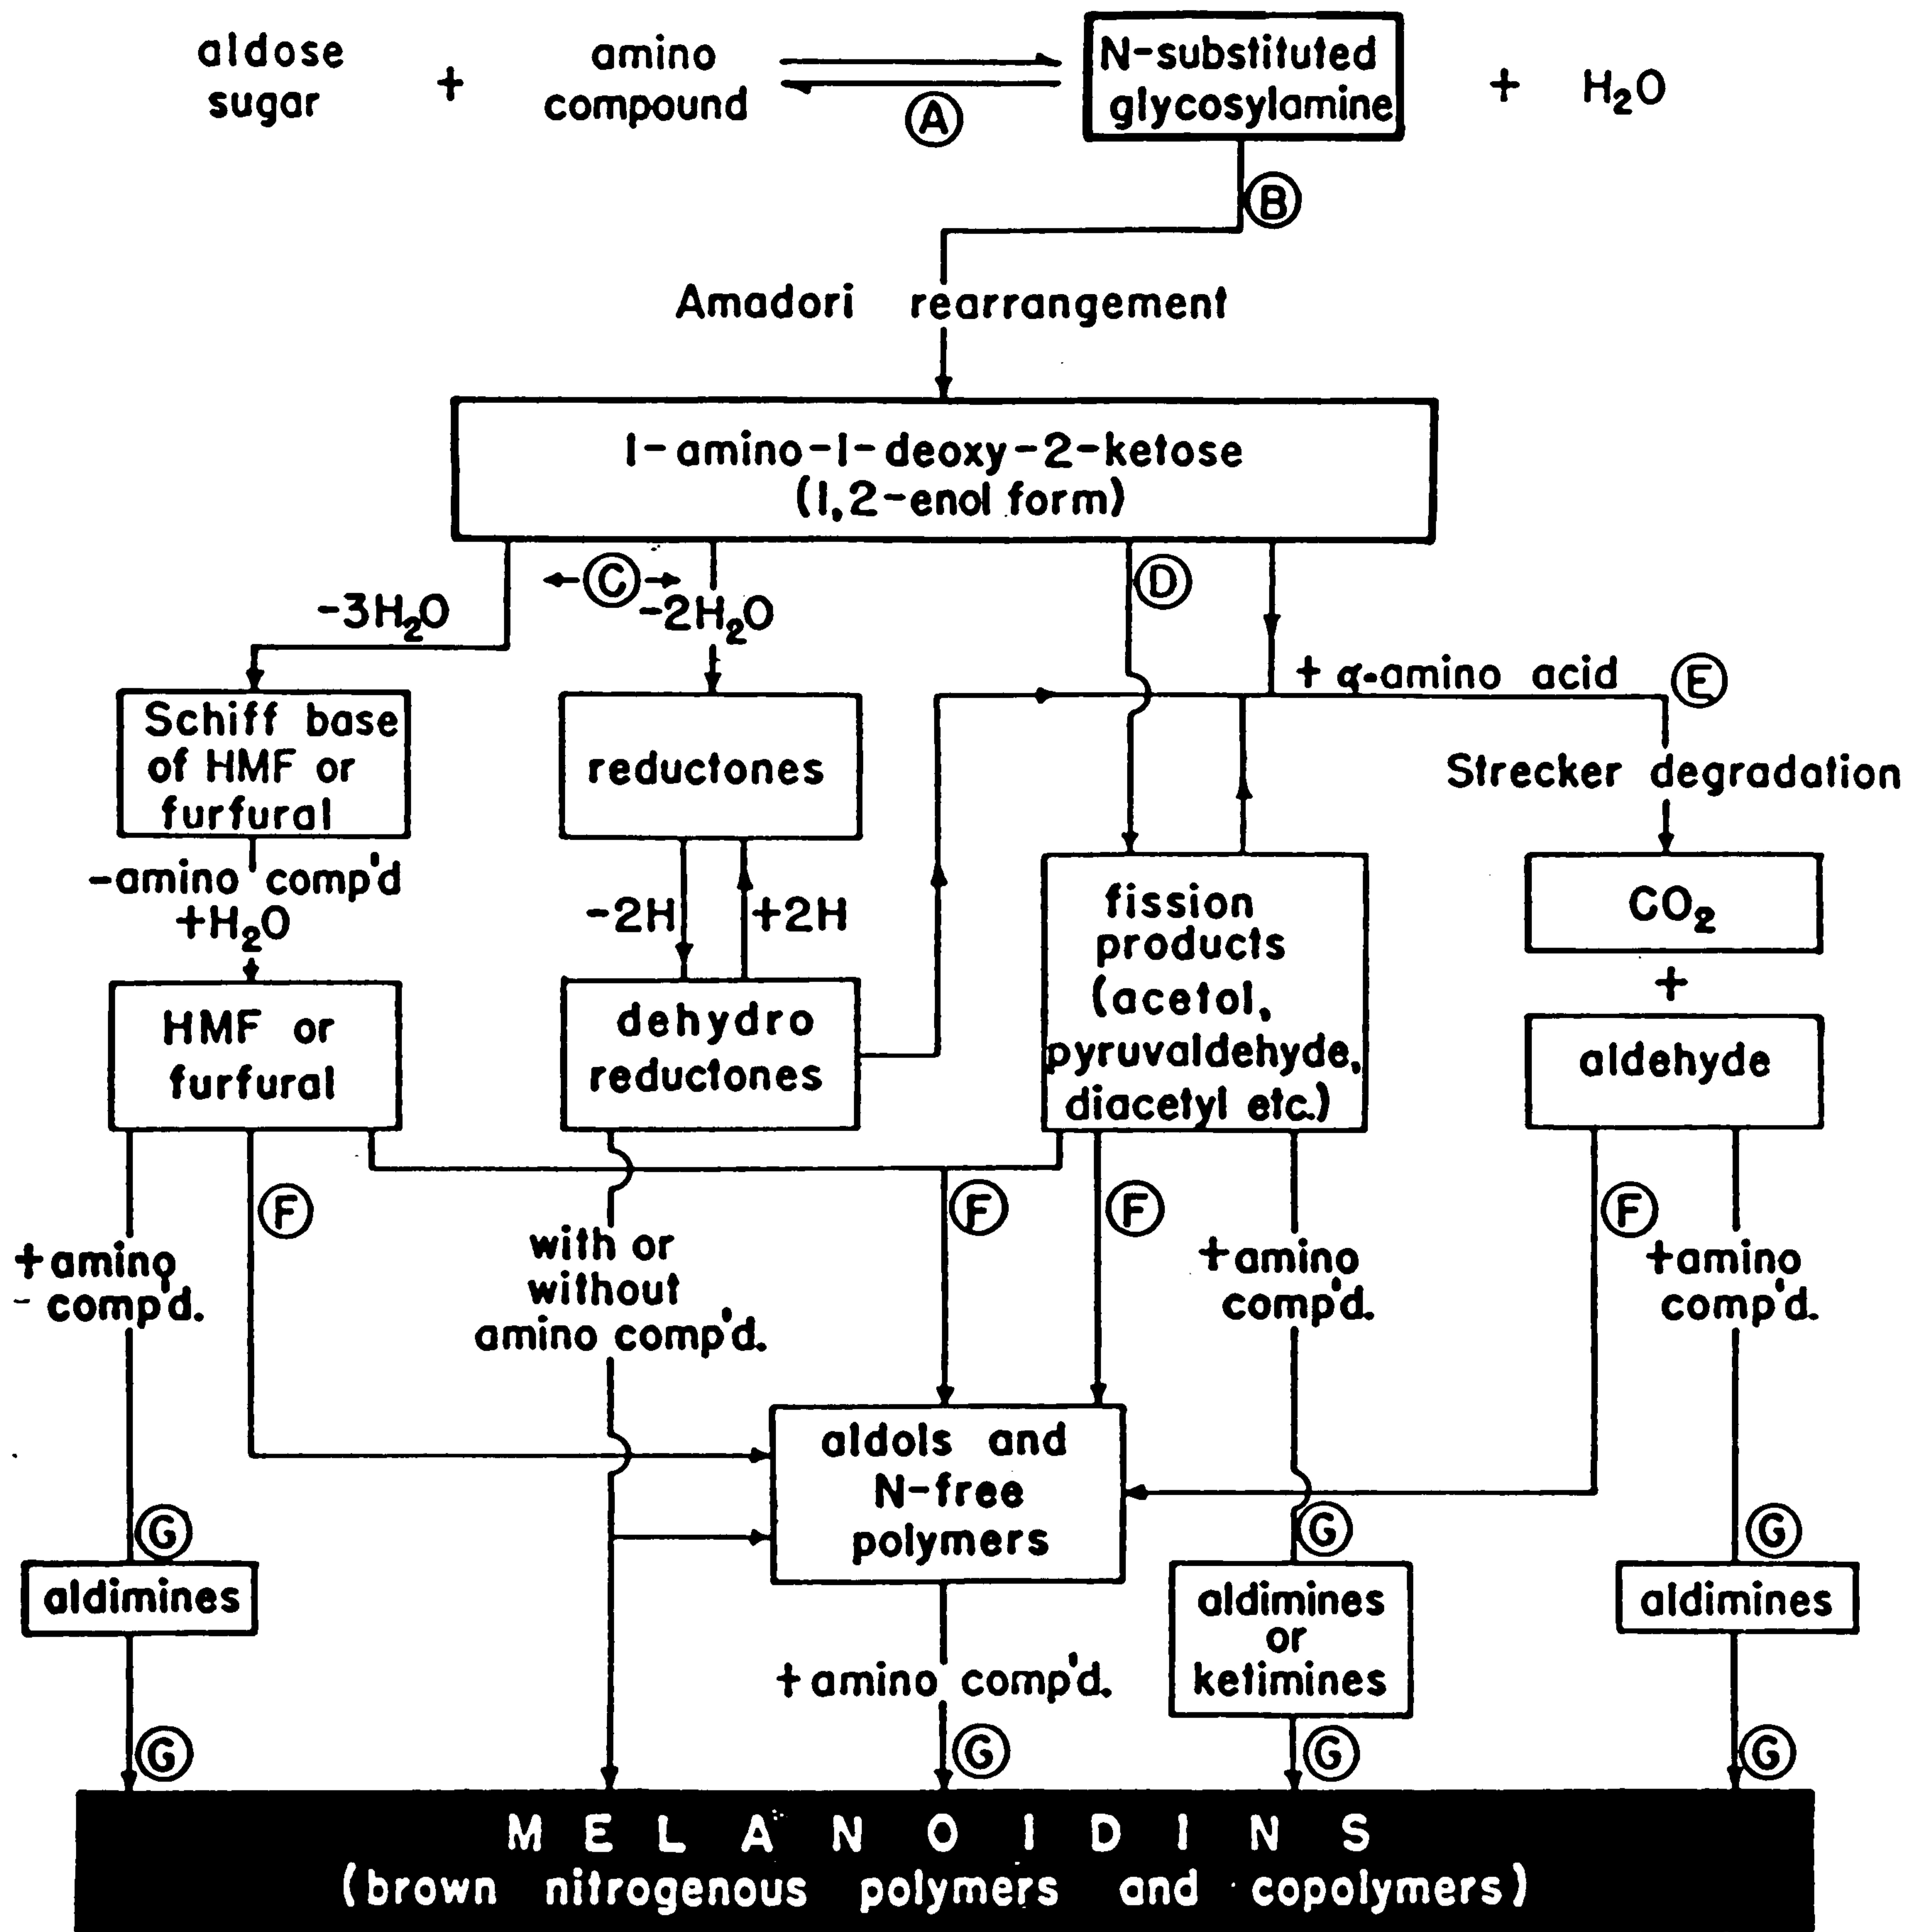 aldose
sugar
+
amino
compound
Ⓐ
N-substituted
glycosylamine
+
H₂O
Ⓑ
Amadori rearrangement
1-amino-1-deoxy-2-ketose
(1,2-enol form)
Ⓒ
-3H₂O
-2H₂O
Ⓓ
+ α-amino acid
Ⓔ
Strecker degradation
Schiff base
of HMF or
furfural
reductones
-amino comp'd
+H₂O
-2H
+2H
fission
products
(acetol,
pyruvaldehyde,
diacetyl etc.)
CO₂
+
aldehyde
HMF or
furfural
dehydro
reductones
Ⓕ
Ⓕ
Ⓕ
Ⓕ
+amino
comp'd.
with or
without
amino comp'd.
+amino
comp'd.
+amino
comp'd.
aldols and
N-free
polymers
Ⓖ
Ⓖ
Ⓖ
aldimines
aldimines
or
ketimines
aldimines
+amino comp'd.
Ⓖ
Ⓖ
Ⓖ
Ⓖ
MELANOIDINS
(brown nitrogenous polymers and copolymers)